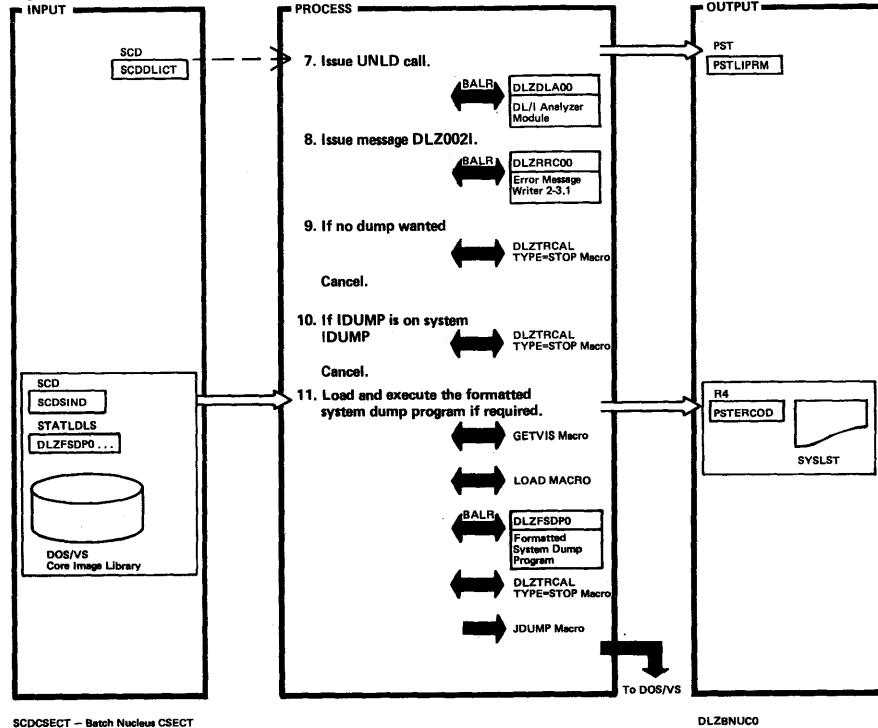 INPUT
PROCESS
OUTPUT
SCD
SCDDLICT
7. Issue UNLD call.
PST
PSTLIPRM
BALR
DLZDLA00
DL/I Analyzer
Module
8. Issue message DLZ002I.
BALR
DLZRRC00
Error Message
Writer 2-3.1
9. If no dump wanted
DLZTRCAL
TYPE=STOP Macro
Cancel.
10. If IDUMP is on system
IDUMP
DLZTRCAL
TYPE=STOP Macro
Cancel.
SCD
SCDSIND
STATLDLS
DLZFSDP0...
DOS/VS
Core Image Library
11. Load and execute the formatted
system dump program if required.
GETVIS Macro
LOAD MACRO
BALR
DLZFSDP0
Formatted
System Dump
Program
DLZTRCAL
TYPE=STOP Macro
JDUMP Macro
R4
PSTERCOD
SYSLST
To DOS/VS
SCDCSECT – Batch Nucleus CSECT
DLZBNUC0